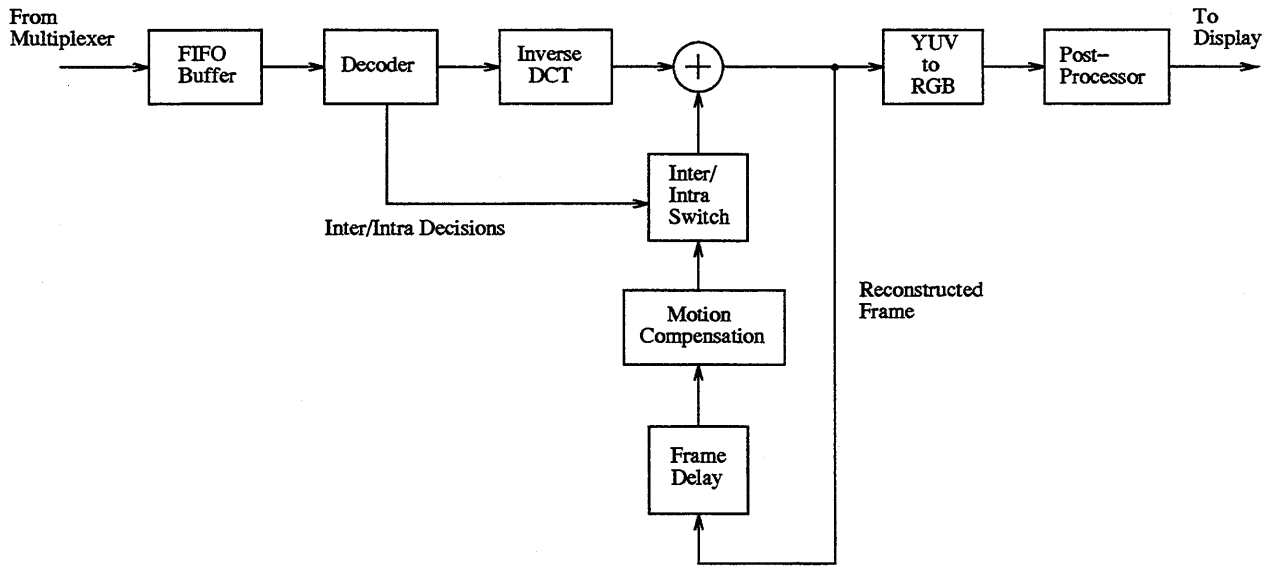 From
Multiplexer
FIFO
Buffer
Decoder
Inverse
DCT
+
YUV
to
RGB
Post-
Processor
To
Display
Inter/
Intra
Switch
Inter/Intra Decisions
Motion
Compensation
Reconstructed
Frame
Frame
Delay